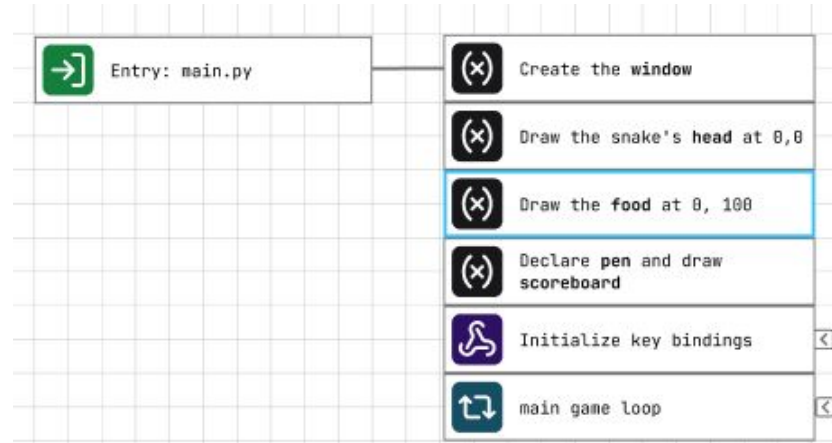 Entry: main.py
Create the window
Draw the snake's head at 0,0
Draw the food at 0, 100
Declare pen and draw
scoreboard
Initialize key bindings
main game loop